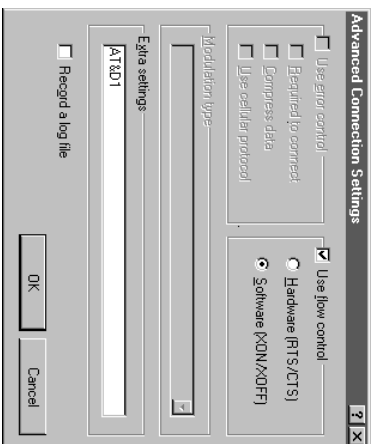 Advanced Connection Settings
Use error control
Required to connect
Compress data
Use cellular protocol
Use flow control
Hardware (RTS/CTS)
Software (XON/XOFF)
Modulation type
Extra settings
AT&D1
Record a log file
OK
Cancel